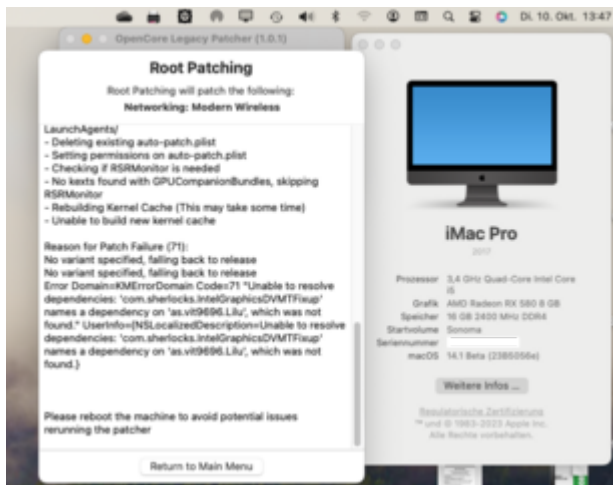 Di. 10. Okt. 13:47
OpenCore Legacy Patcher (1.0.1)
Root Patching
Root Patching will patch the following:
Networking: Modern Wireless
LaunchAgents/
- Deleting existing auto-patch.plist
- Setting permissions on auto-patch.plist
- Checking if RSRMonitor is needed
- No kexts found with GPUCompanionBundles, skipping
RSRMonitor
- Rebuilding Kernel Cache (This may take some time)
- Unable to build new kernel cache
Reason for Patch Failure (71):
No variant specified, falling back to release
No variant specified, falling back to release
Error Domain=KMErrorDomain Code=71 "Unable to resolve
dependencies: 'com.sherlocks.IntelGraphicsDVMTFixup'
names a dependency on 'as.vit9696.Lilu', which was not
found." UserInfo={NSLocalizedDescription=Unable to resolve
dependencies: 'com.sherlocks.IntelGraphicsDVMTFixup'
names a dependency on 'as.vit9696.Lilu', which was not
found.}
Please reboot the machine to avoid potential issues
rerunning the patcher
Return to Main Menu
iMac Pro
2017
Prozessor 3,4 GHz Quad-Core Intel Core
i5
Grafik AMD Radeon RX 580 8 GB
Speicher 16 GB 2400 MHz DDR4
Startvolume Sonoma
Seriennummer
macOS 14.1 Beta (23B5056e)
Weitere Infos ...
Regulatorische Zertifizierung
™ und © 1983-2023 Apple Inc.
Alle Rechte vorbehalten.